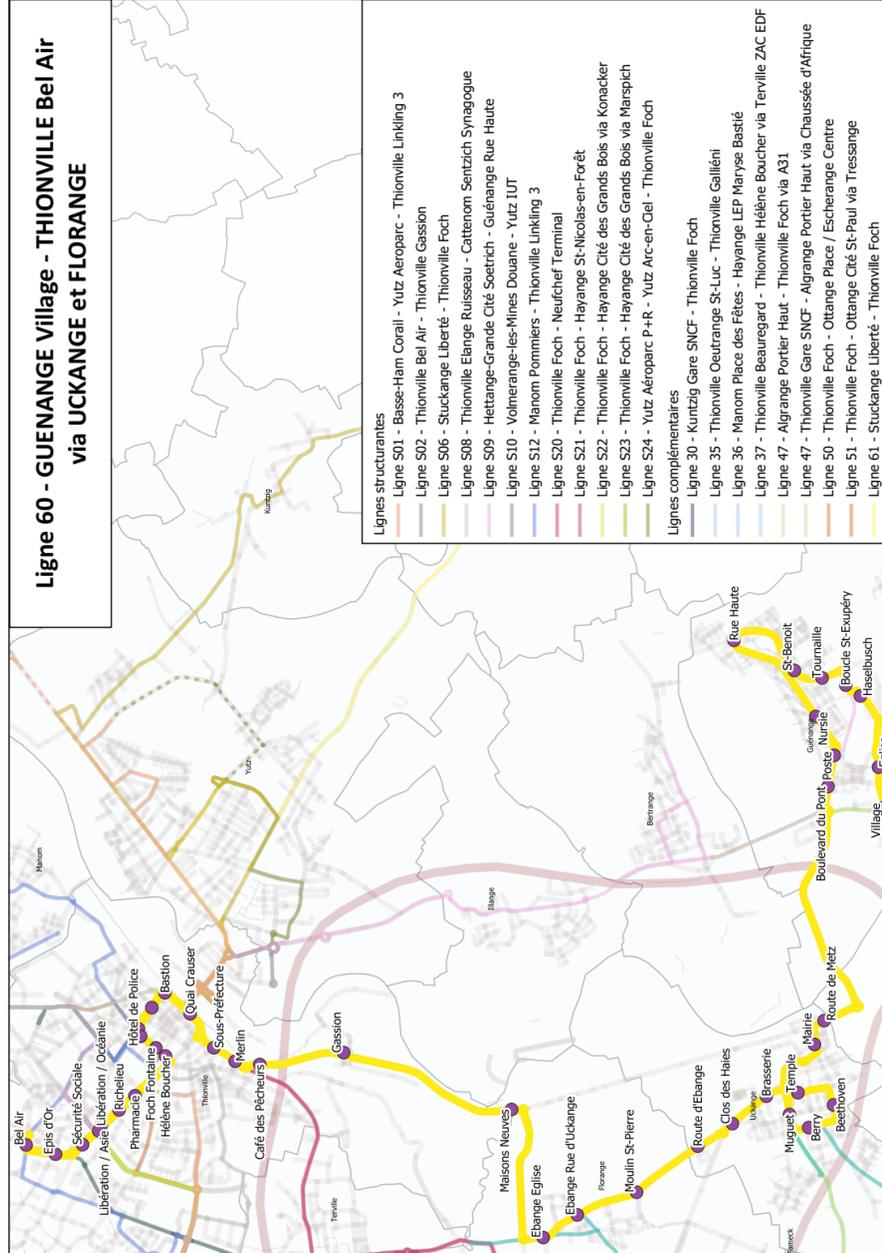 Ligne 60 - GUENANGE Village - THIONVILLE Bel Air
via UCKANGE et FLORANGE
Lignes structurantes
Ligne S01 - Basse-Ham Corail - Yutz Aeroparc - Thionville Linkling 3
Ligne S02 - Thionville Bel Air - Thionville Gassion
Ligne S06 - Stuckange Liberté - Thionville Foch
Ligne S08 - Thionville Elange Ruisseau - Cattenom Sentzich Synagogue
Ligne S09 - Hettange-Grande Cité Soetrich - Guénange Rue Haute
Ligne S10 - Volmerange-les-Mines Douane - Yutz IUT
Ligne S12 - Manom Pommiers - Thionville Linkling 3
Ligne S20 - Thionville Foch - Neufchef Terminal
Ligne S21 - Thionville Foch - Hayange St-Nicolas-en-Forêt
Ligne S22 - Thionville Foch - Hayange Cité des Grands Bois via Konacker
Ligne S23 - Thionville Foch - Hayange Cité des Grands Bois via Marspich
Ligne S24 - Yutz Aéroparc P+R - Yutz Arc-en-Ciel - Thionville Foch
Lignes complémentaires
Ligne 30 - Kuntzig Gare SNCF - Thionville Foch
Ligne 35 - Thionville Oeutrange St-Luc - Thionville Galliéni
Ligne 36 - Manom Place des Fêtes - Hayange LEP Maryse Bastié
Ligne 37 - Thionville Beauregard - Thionville Hélène Boucher via Terville ZAC EDF
Ligne 47 - Algrange Portier Haut - Thionville Foch via A31
Ligne 47 - Thionville Gare SNCF - Algrange Portier Haut via Chaussée d'Afrique
Ligne 50 - Thionville Foch - Ottange Place / Escherange Centre
Ligne 51 - Thionville Foch - Ottange Cité St-Paul via Tressange
Ligne 61 - Stuckange Liberté - Thionville Foch
Kuntzig
Yutz
Manom
Bel Air
Epis d'Or
Sécurité Sociale
Libération / Asie
Libération / Océanie
Richelieu
Pharmacie
Foch Fontaine
Hélène Boucher
Hôtel de Police
Bastion
Quai Crauser
Sous-Préfecture
Merlin
Café des Pêcheurs
Thionville
Terville
Gassion
Illange
Bertrange
Maisons Neuves
Ebange Eglise
Ebange Rue d'Uckange
Florange
Moulin St-Pierre
Route d'Ebange
Clos des Haies
Uckange
Brasserie
Temple
Muguet
Berry
Beethoven
Mairie
Route de Metz
Boulevard du Pont
Poste
Nursie
Guénange
Rue Haute
St-Benoit
Tournaille
Boucle St-Exupéry
Haselbusch
Village